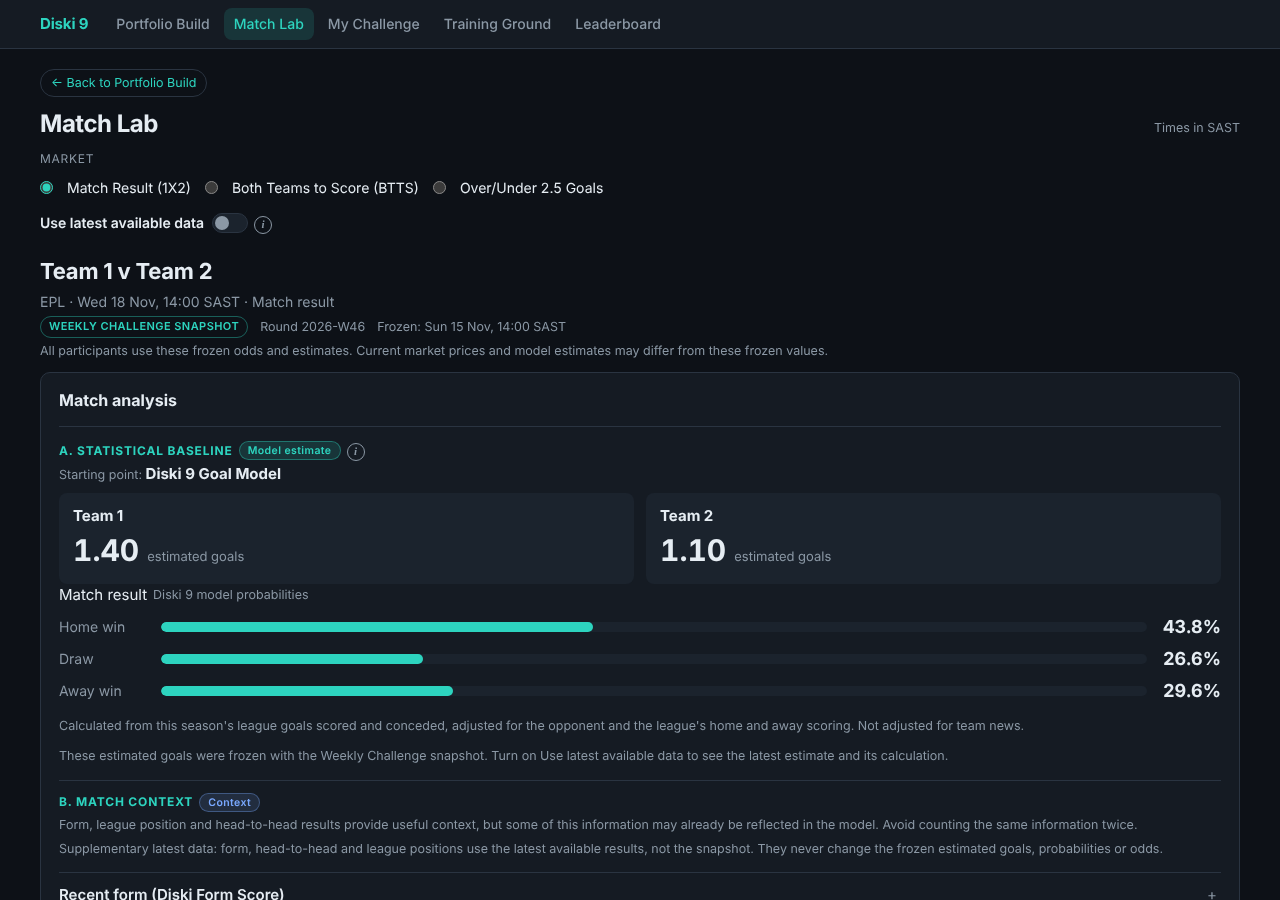 Diski 9 Portfolio Build Match Lab My Challenge Training Ground Leaderboard
← Back to Portfolio Build
Match Lab
Times in SAST
MARKET
Match Result (1X2) Both Teams to Score (BTTS) Over/Under 2.5 Goals
Use latest available data i
Team 1 v Team 2
EPL · Wed 18 Nov, 14:00 SAST · Match result
WEEKLY CHALLENGE SNAPSHOT Round 2026-W46 Frozen: Sun 15 Nov, 14:00 SAST
All participants use these frozen odds and estimates. Current market prices and model estimates may differ from these frozen values.
Match analysis
A. STATISTICAL BASELINE Model estimate i
Starting point: Diski 9 Goal Model
Team 1
1.40 estimated goals
Team 2
1.10 estimated goals
Match result Diski 9 model probabilities
Home win 43.8%
Draw 26.6%
Away win 29.6%
Calculated from this season's league goals scored and conceded, adjusted for the opponent and the league's home and away scoring. Not adjusted for team news.
These estimated goals were frozen with the Weekly Challenge snapshot. Turn on Use latest available data to see the latest estimate and its calculation.
B. MATCH CONTEXT Context
Form, league position and head-to-head results provide useful context, but some of this information may already be reflected in the model. Avoid counting the same information twice.
Supplementary latest data: form, head-to-head and league positions use the latest available results, not the snapshot. They never change the frozen estimated goals, probabilities or odds.
Recent form (Diski Form Score) +